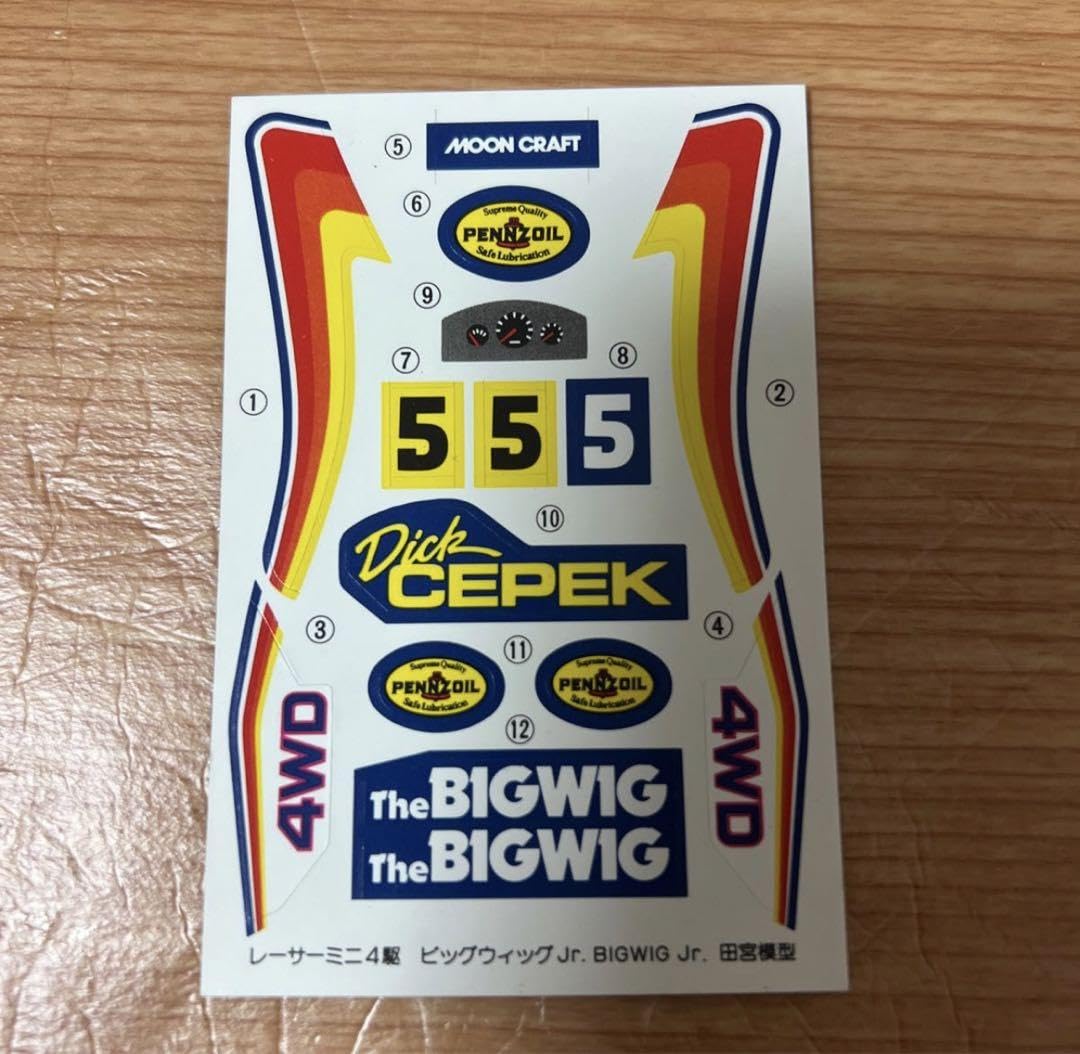 ⑤
MOON CRAFT
⑥
Supreme Quality
PENNZOIL
Safe Lubrication
⑨
⑦
⑧
①
②
5 5 5
⑩
Dick
CEPEK
③
④
⑪
Supreme Quality
PENNZOIL
Safe Lubrication
Supreme Quality
PENNZOIL
Safe Lubrication
4WD
4WD
⑫
The BIGWIG
The BIGWIG
レーサーミニ4駆 ビッグウィッグJr. BIGWIG Jr. 田宮模型